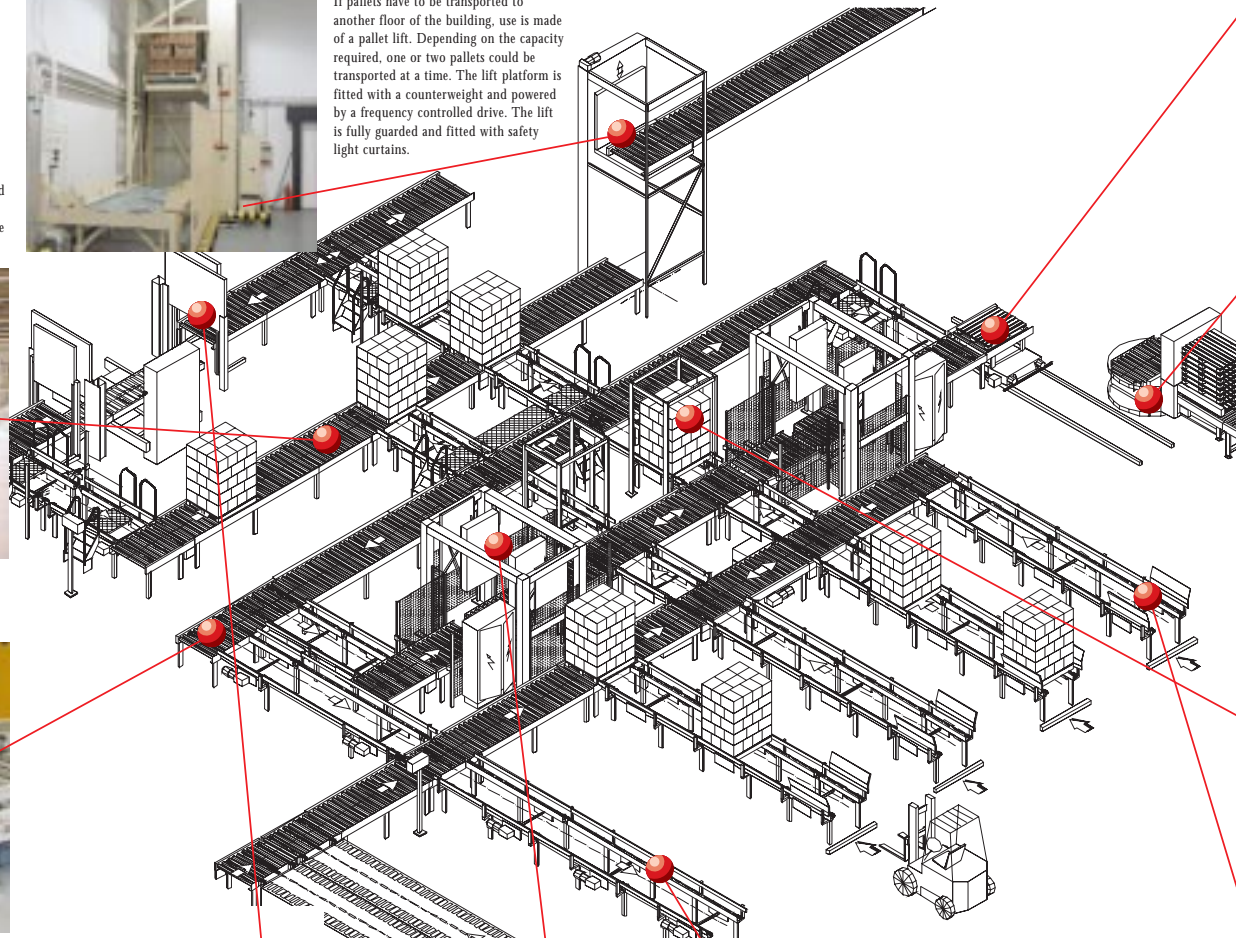 If pallets have to be transported to
another floor of the building, use is made
of a pallet lift. Depending on the capacity
required, one or two pallets could be
transported at a time. The lift platform is
fitted with a counterweight and powered
by a frequency controlled drive. The lift
is fully guarded and fitted with safety
light curtains.